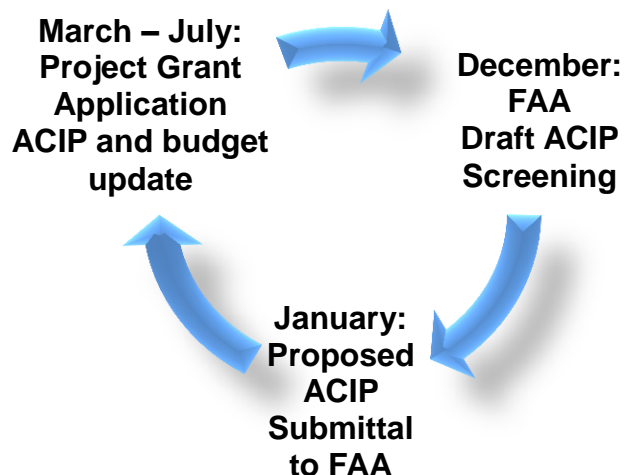 March – July:
Project Grant
Application
ACIP and budget
update
December:
FAA
Draft ACIP
Screening
January:
Proposed
ACIP
Submittal
to FAA